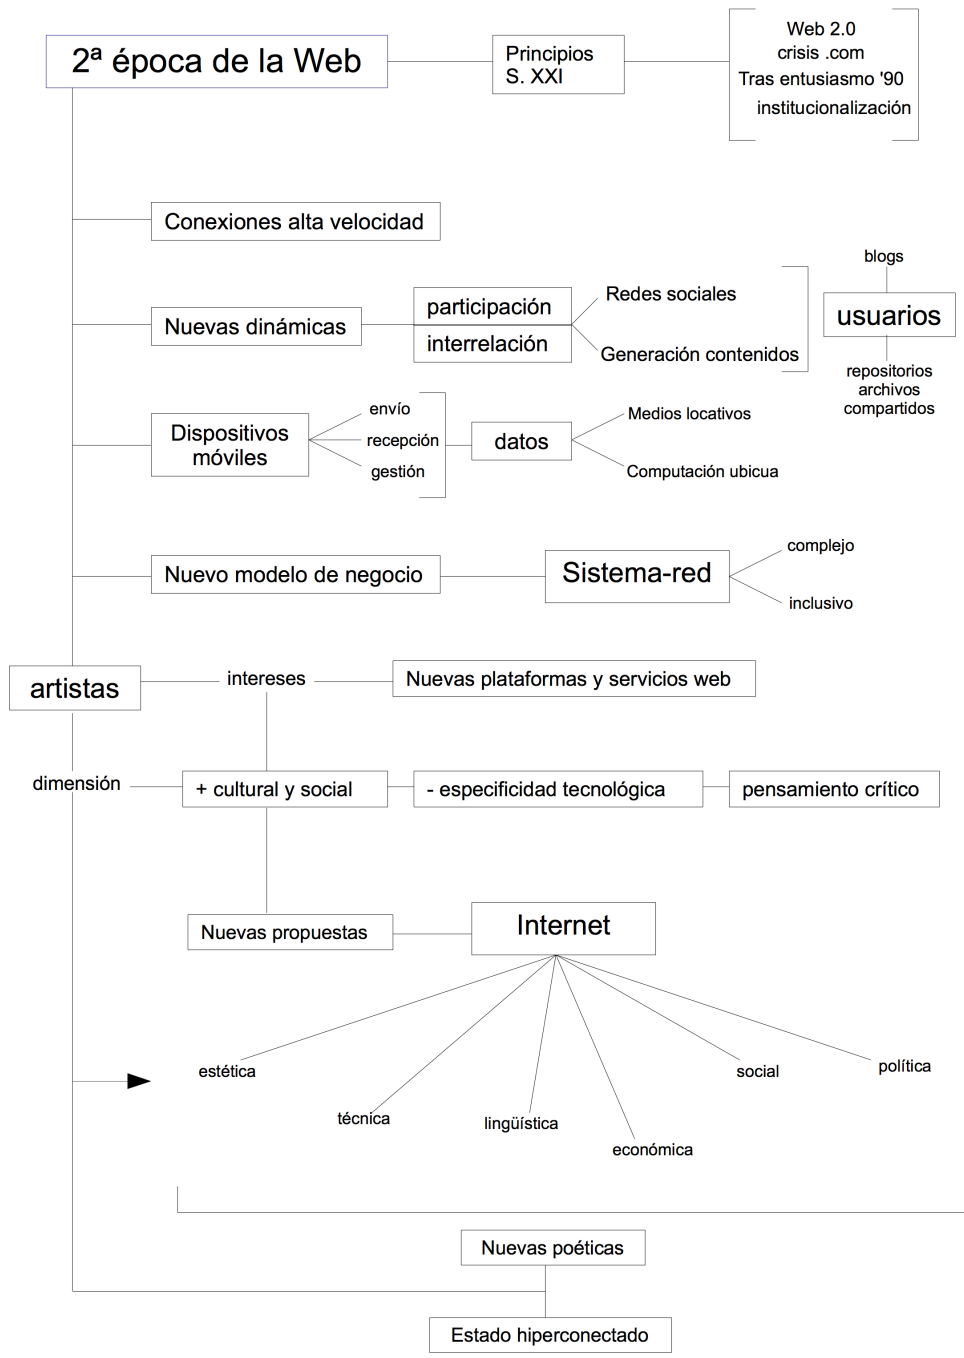 2ª época de la Web
Principios
S. XXI
Web 2.0
crisis .com
Tras entusiasmo '90
institucionalización
Conexiones alta velocidad
Nuevas dinámicas
participación
interrelación
Redes sociales
Generación contenidos
blogs
usuarios
repositorios
archivos
compartidos
Dispositivos
móviles
envío
recepción
gestión
datos
Medios locativos
Computación ubicua
Nuevo modelo de negocio
Sistema-red
complejo
inclusivo
artistas
intereses
Nuevas plataformas y servicios web
dimensión
+ cultural y social
- especificidad tecnológica
pensamiento crítico
Nuevas propuestas
Internet
estética
técnica
lingüística
económica
social
política
Nuevas poéticas
Estado hiperconectado